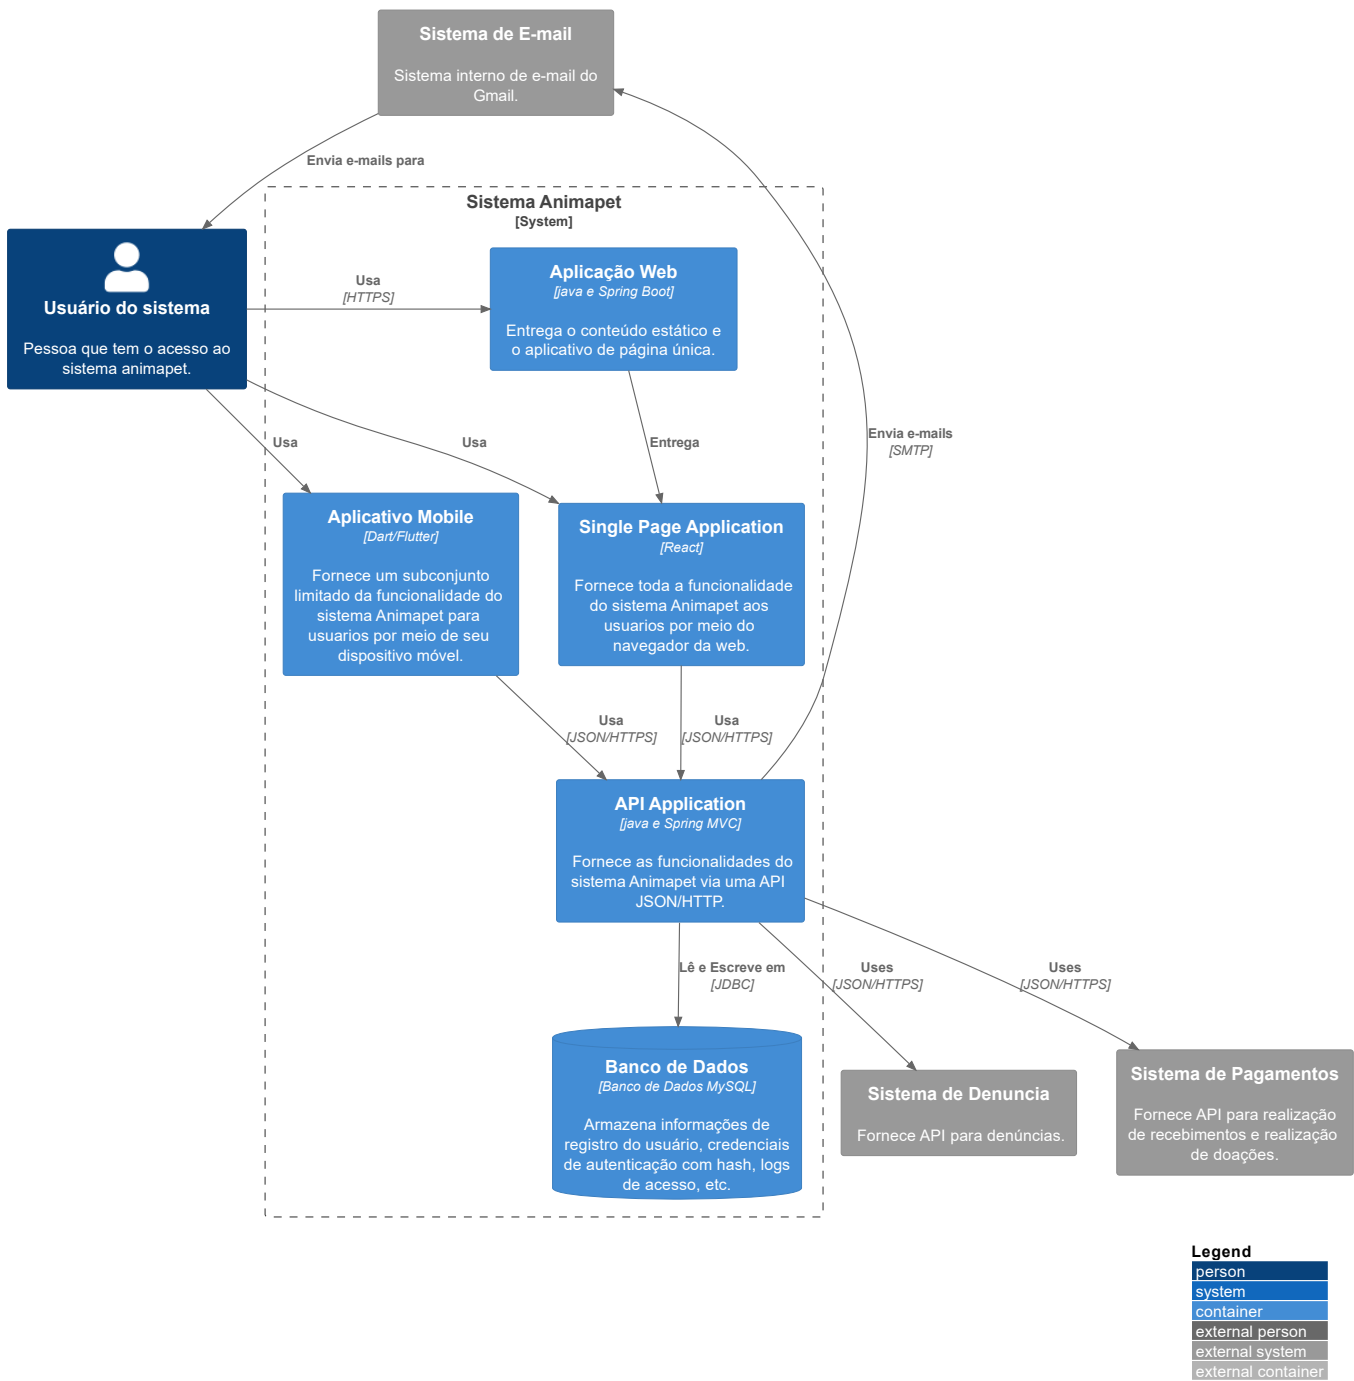 Sistema de E-mail
Sistema interno de e-mail do
Gmail.
Envia e-mails para
Sistema Animapet
[System]
Usuário do sistema
Pessoa que tem o acesso ao
sistema animapet.
Usa
[HTTPS]
Aplicação Web
[java e Spring Boot]
Entrega o conteúdo estático e
o aplicativo de página única.
Usa
Usa
Entrega
Envia e-mails
[SMTP]
Aplicativo Mobile
[Dart/Flutter]
Fornece um subconjunto
limitado da funcionalidade do
sistema Animapet para
usuarios por meio de seu
dispositivo móvel.
Single Page Application
[React]
Fornece toda a funcionalidade
do sistema Animapet aos
usuarios por meio do
navegador da web.
Usa
[JSON/HTTPS]
Usa
[JSON/HTTPS]
API Application
[java e Spring MVC]
Fornece as funcionalidades do
sistema Animapet via uma API
JSON/HTTP.
Lê e Escreve em
[JDBC]
Uses
[JSON/HTTPS]
Uses
[JSON/HTTPS]
Banco de Dados
[Banco de Dados MySQL]
Armazena informações de
registro do usuário, credenciais
de autenticação com hash, logs
de acesso, etc.
Sistema de Denuncia
Fornece API para denúncias.
Sistema de Pagamentos
Fornece API para realização
de recebimentos e realização
de doações.
Legend
person
system
container
external person
external system
external container